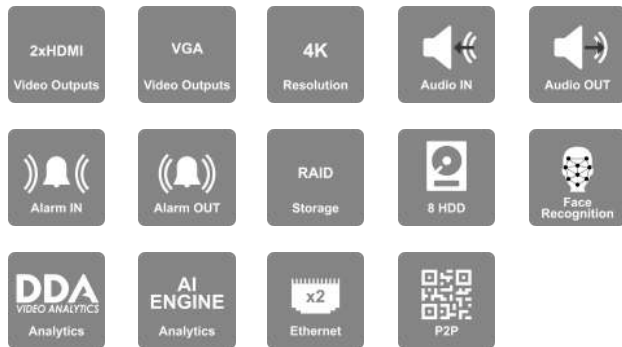 2xHDMI
Video Outputs
VGA
Video Outputs
4K
Resolution
Audio IN
Audio OUT
Alarm IN
Alarm OUT
RAID
Storage
8 HDD
Face
Recognition
DDA
VIDEO ANALYTICS
Analytics
AI
ENGINE
Analytics
x2
Ethernet
P2P